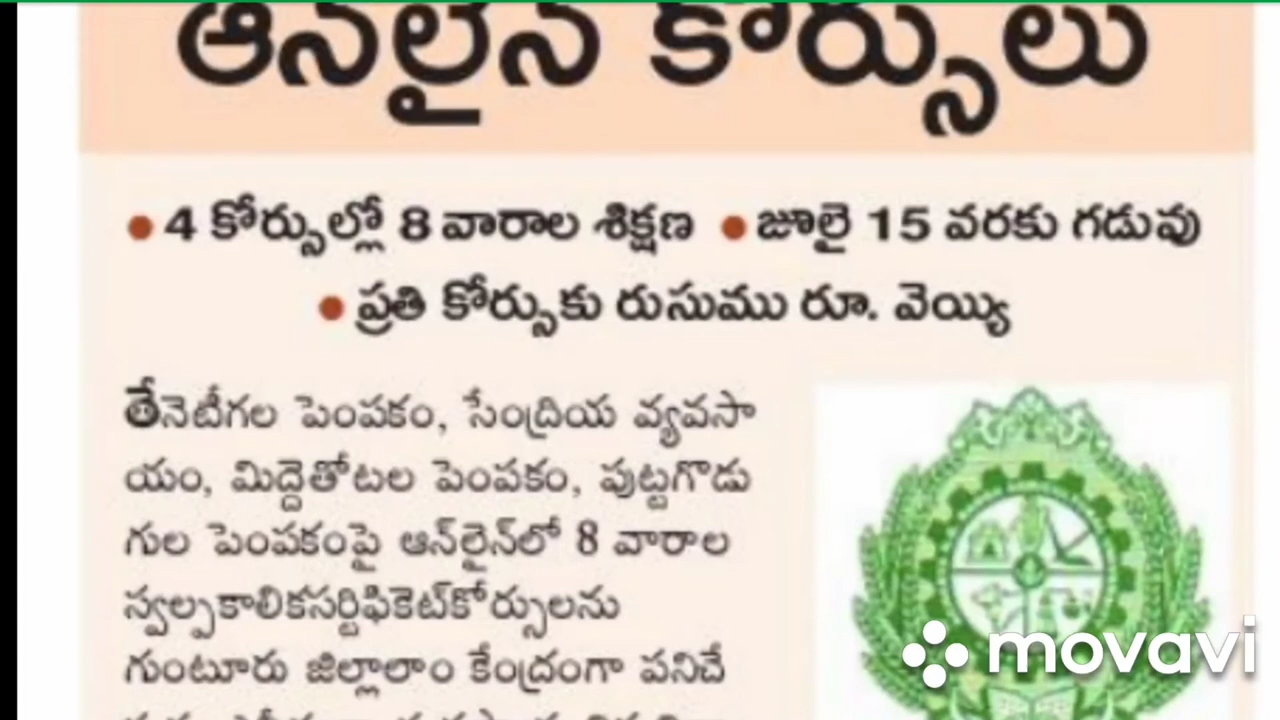 ఆన్‌లైన్ కోర్సులు
• 4 కోర్సుల్లో 8 వారాల శిక్షణ • జూలై 15 వరకు గడువు
• ప్రతి కోర్సుకు రుసుము రూ. వెయ్యి
తేనెటీగల పెంపకం, సేంద్రియ వ్యవసా
యం, మిద్దెతోటల పెంపకం, పుట్టగొడు
గుల పెంపకంపై ఆన్‌లైన్‌లో 8 వారాల
స్వల్పకాలికసర్టిఫికెట్‌కోర్సులను
గుంటూరు జిల్లాలాం కేంద్రంగా పనిచే
movavi